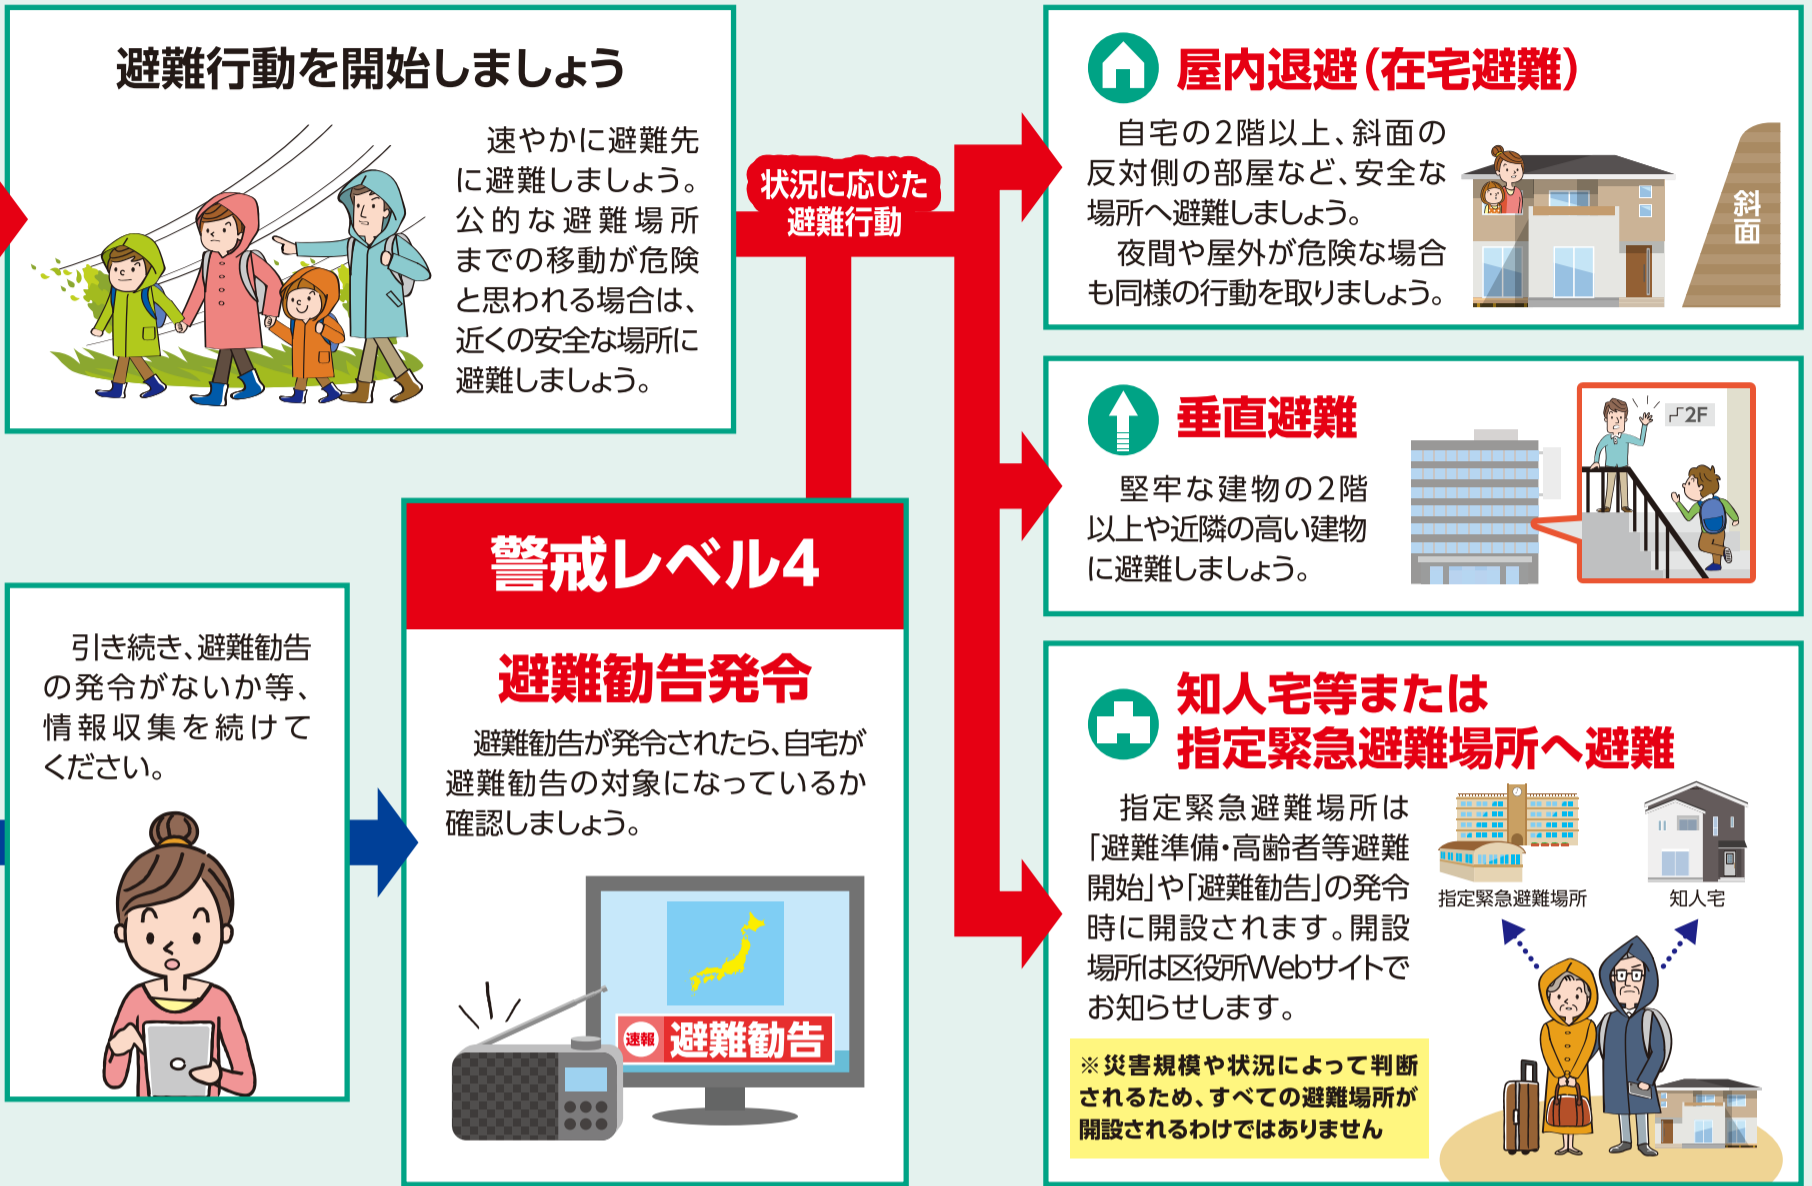 避難行動を開始しましょう
速やかに避難先
に避難しましょう。
公的な避難場所
までの移動が危険
と思われる場合は、
近くの安全な場所に
避難しましょう。
状況に応じた
避難行動
引き続き、避難勧告
の発令がないか等、
情報収集を続けて
ください。
警戒レベル4
避難勧告発令
避難勧告が発令されたら、自宅が
避難勧告の対象になっているか
確認しましょう。
速報 避難勧告
屋内退避(在宅避難)
自宅の2階以上、斜面の
反対側の部屋など、安全な
場所へ避難しましょう。
夜間や屋外が危険な場合
も同様の行動を取りましょう。
斜面
垂直避難
堅牢な建物の2階
以上や近隣の高い建物
に避難しましょう。
2F
知人宅等または
指定緊急避難場所へ避難
指定緊急避難場所は
「避難準備・高齢者等避難
開始」や「避難勧告」の発令
時に開設されます。開設
場所は区役所Webサイトで
お知らせします。
※災害規模や状況によって判断
されるため、すべての避難場所が
開設されるわけではありません
指定緊急避難場所
知人宅